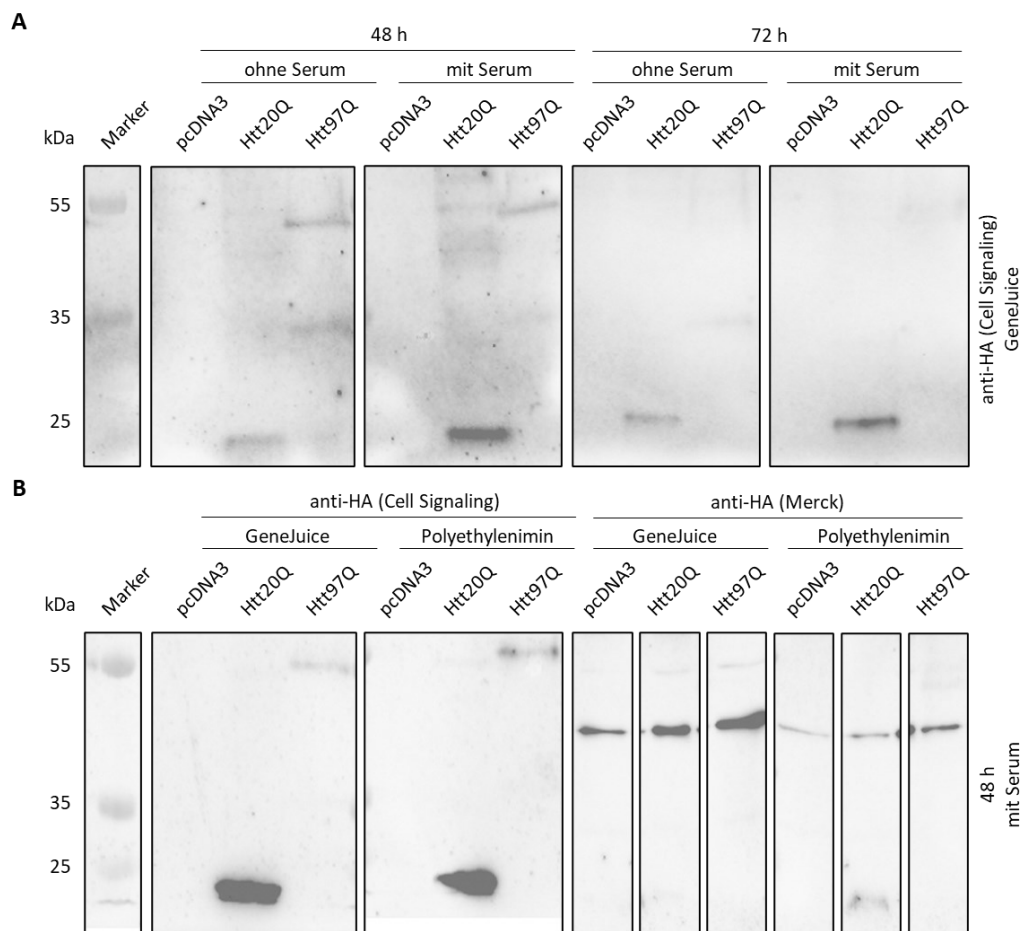 A
48 h
72 h
ohne Serum
mit Serum
ohne Serum
mit Serum
kDa
Marker
pcDNA3
Htt20Q
Htt97Q
pcDNA3
Htt20Q
Htt97Q
pcDNA3
Htt20Q
Htt97Q
pcDNA3
Htt20Q
Htt97Q
55
35
25
anti-HA (Cell Signaling)
GeneJuice
B
anti-HA (Cell Signaling)
anti-HA (Merck)
GeneJuice
Polyethylenimin
GeneJuice
Polyethylenimin
kDa
Marker
pcDNA3
Htt20Q
Htt97Q
pcDNA3
Htt20Q
Htt97Q
pcDNA3
Htt20Q
Htt97Q
pcDNA3
Htt20Q
Htt97Q
55
35
25
48 h
mit Serum